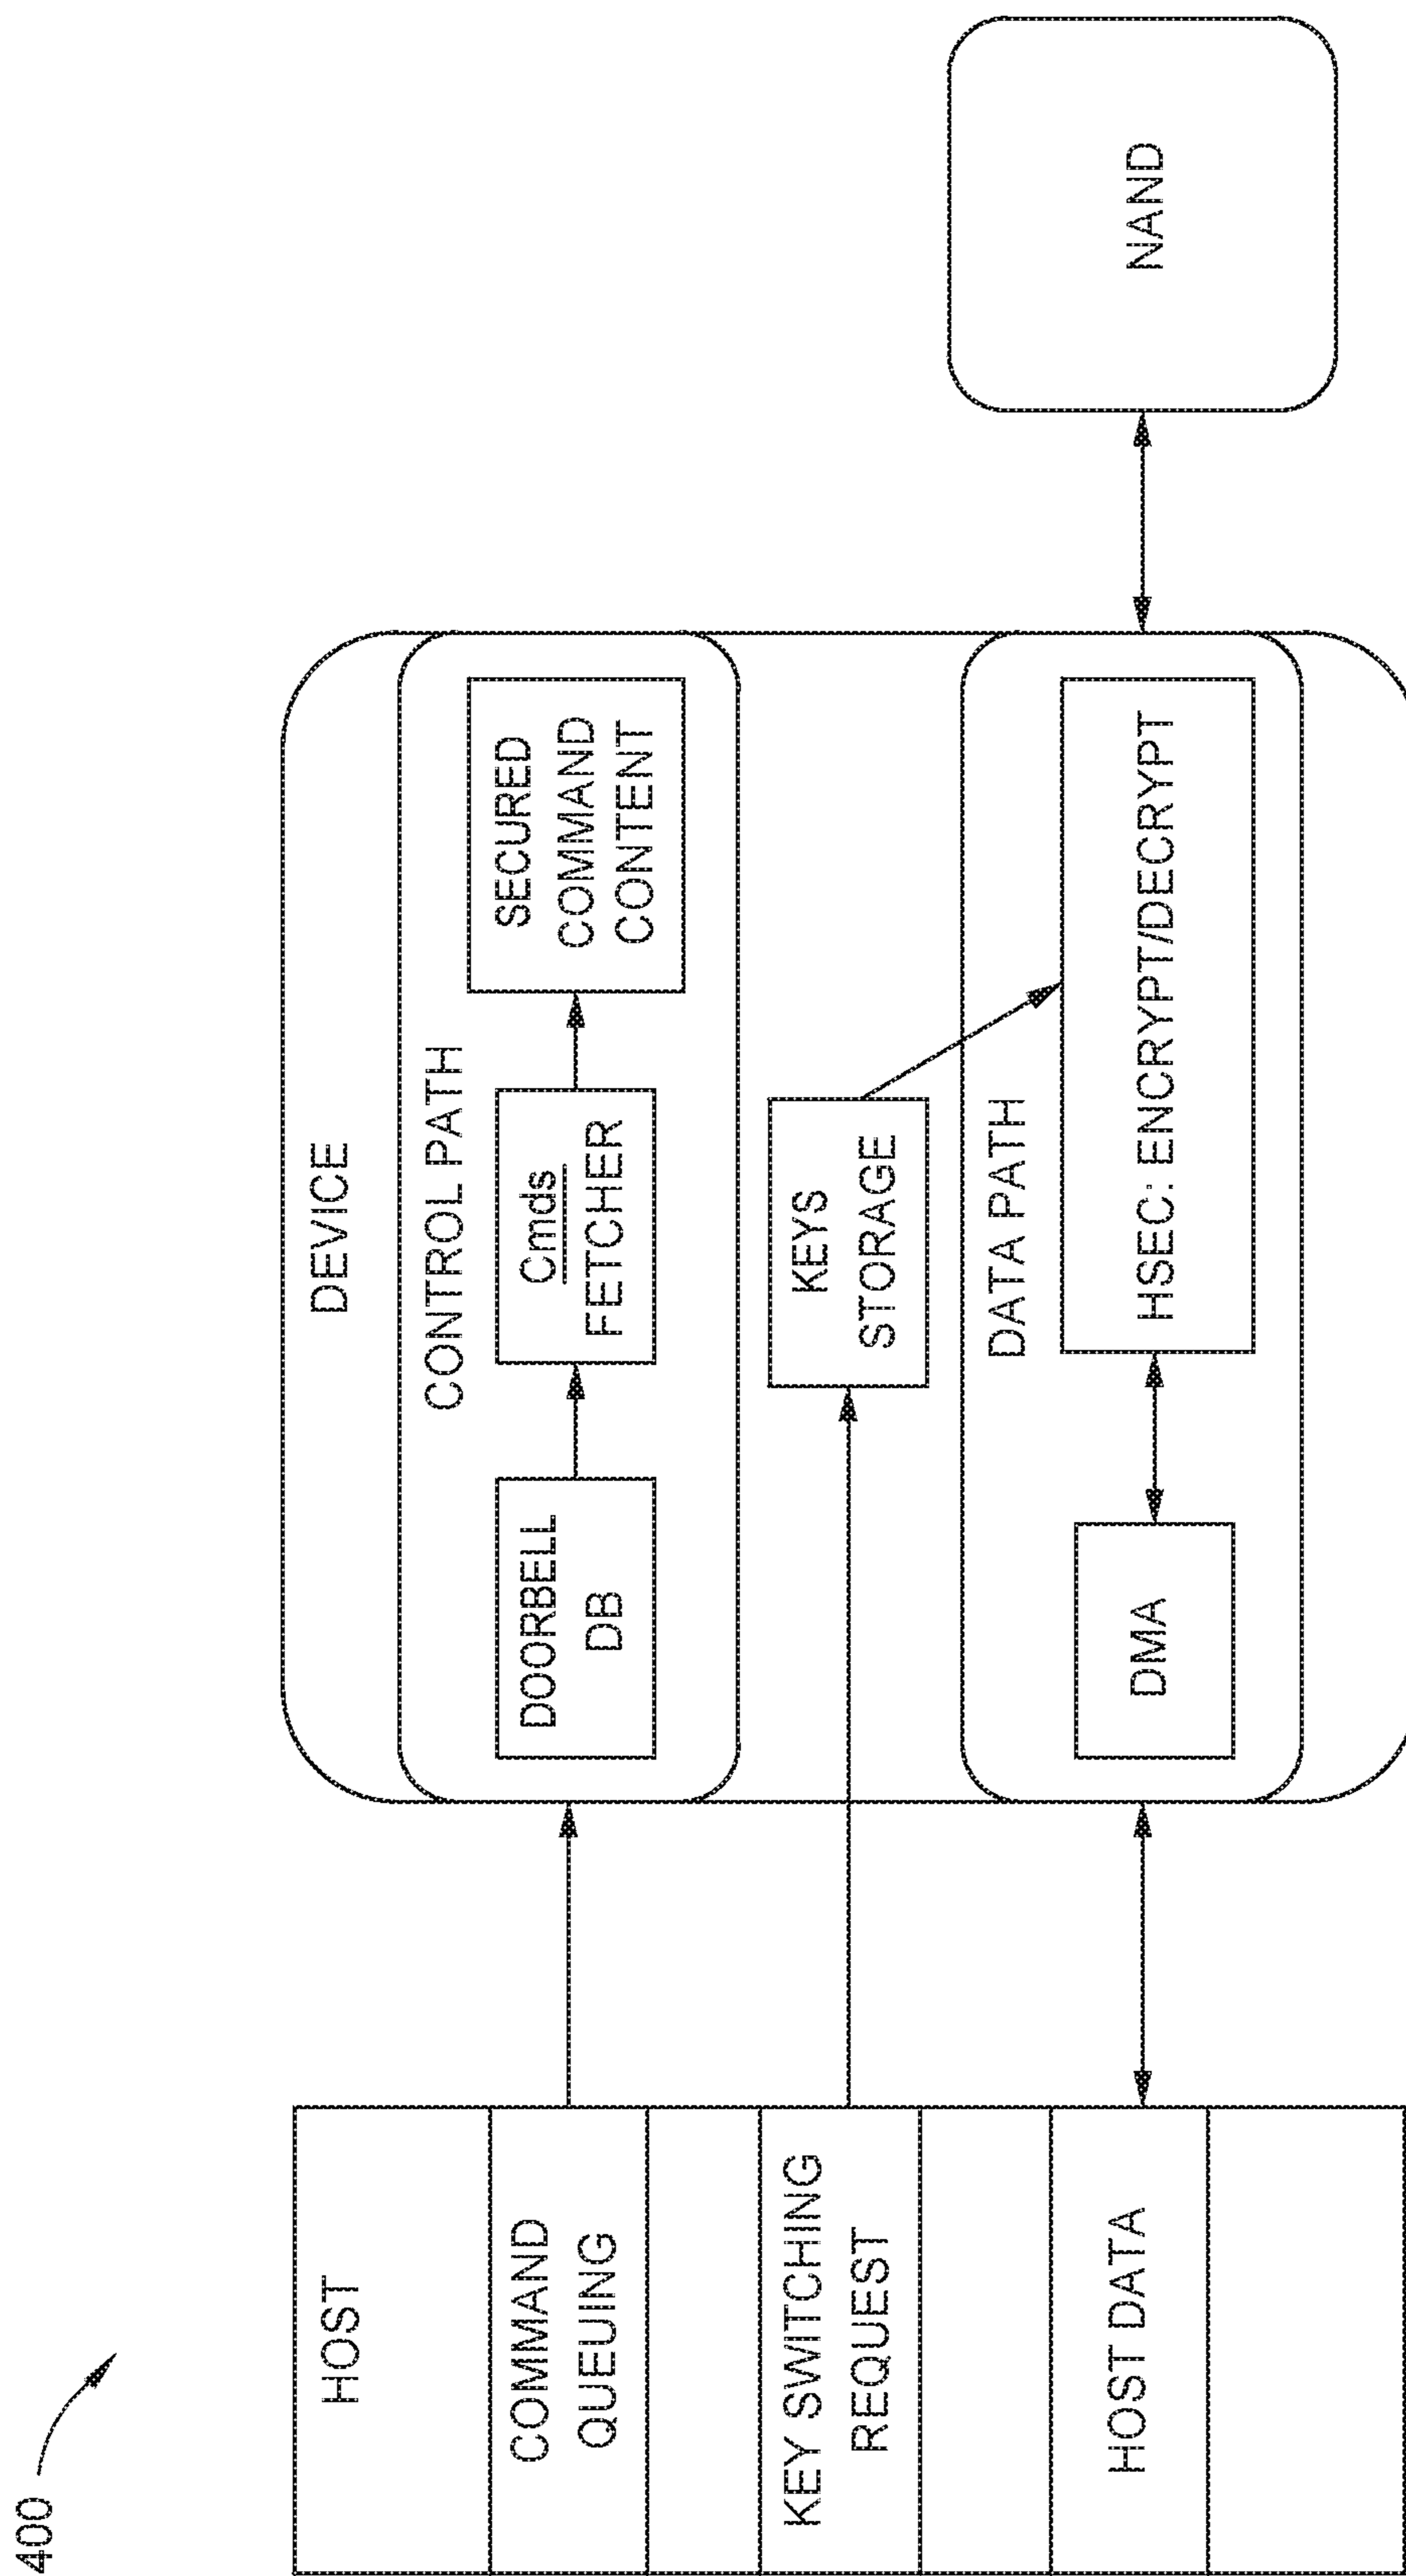 400
HOST
COMMAND
QUEUING
KEY SWITCHING
REQUEST
HOST DATA
DEVICE
CONTROL PATH
DOORBELL
DB
Cmds
FETCHER
SECURED
COMMAND
CONTENT
KEYS
STORAGE
DATA PATH
DMA
HSEC: ENCRYPT/DECRYPT
NAND